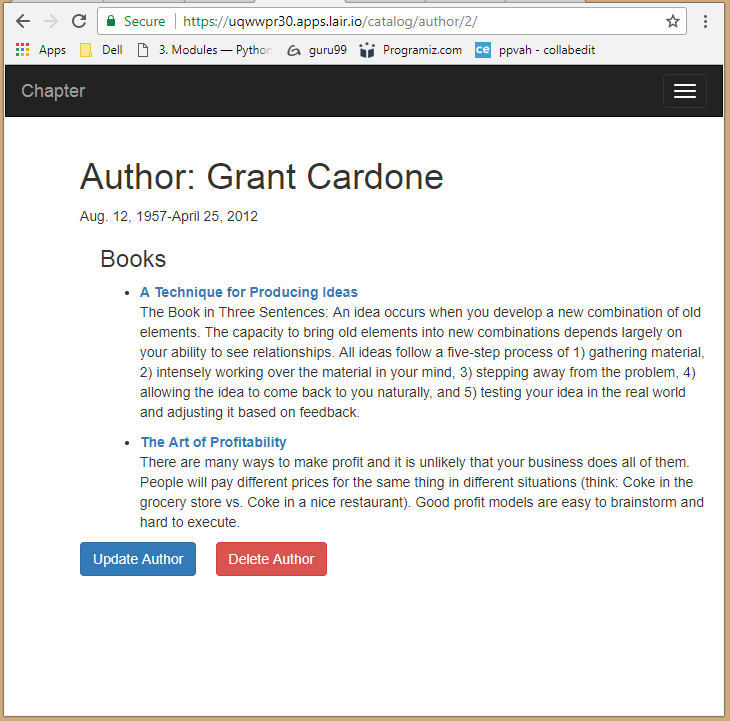 Secure https://uqwwpr30.apps.lair.io/catalog/author/2/
Apps Dell 3. Modules — Python guru99 Programiz.com ce ppvah - collabedit
Chapter
Author: Grant Cardone
Aug. 12, 1957-April 25, 2012
Books
• A Technique for Producing Ideas
The Book in Three Sentences: An idea occurs when you develop a new combination of old
elements. The capacity to bring old elements into new combinations depends largely on
your ability to see relationships. All ideas follow a five-step process of 1) gathering material,
2) intensely working over the material in your mind, 3) stepping away from the problem, 4)
allowing the idea to come back to you naturally, and 5) testing your idea in the real world
and adjusting it based on feedback.
• The Art of Profitability
There are many ways to make profit and it is unlikely that your business does all of them.
People will pay different prices for the same thing in different situations (think: Coke in the
grocery store vs. Coke in a nice restaurant). Good profit models are easy to brainstorm and
hard to execute.
Update Author Delete Author